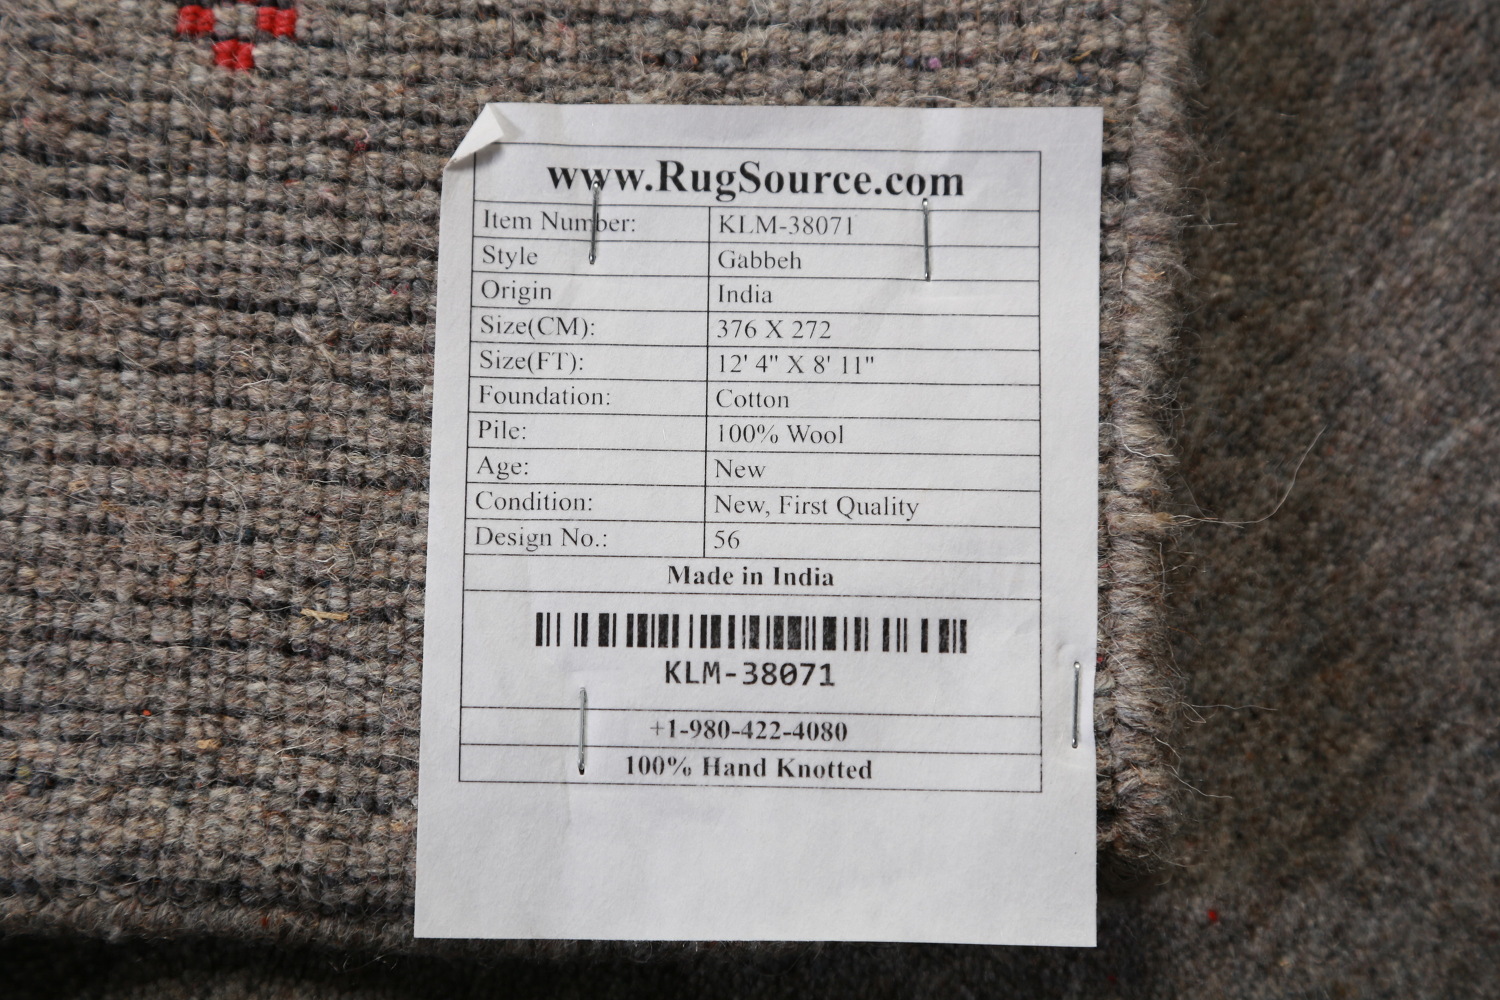 www.RugSource.com
Item Number: KLM-38071
Style Gabbeh
Origin India
Size(CM): 376 X 272
Size(FT): 12' 4" X 8' 11"
Foundation: Cotton
Pile: 100% Wool
Age: New
Condition: New, First Quality
Design No.: 56
Made in India
KLM-38071
+1-980-422-4080
100% Hand Knotted